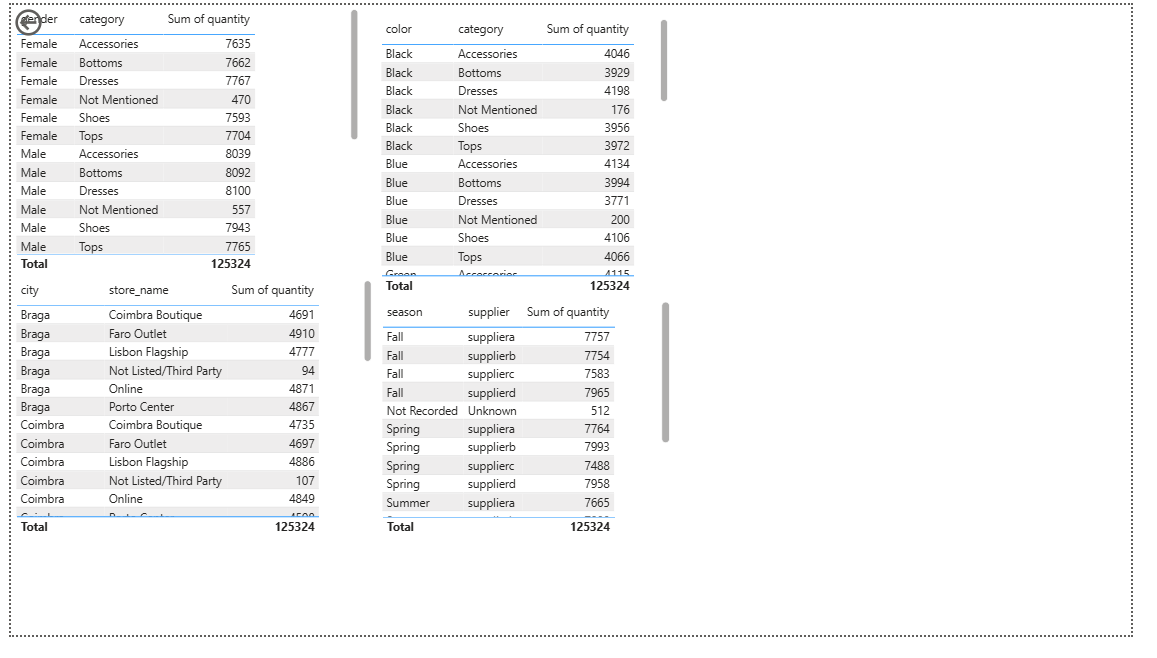 gender category Sum of quantity
Female Accessories 7635
Female Bottoms 7662
Female Dresses 7767
Female Not Mentioned 470
Female Shoes 7593
Female Tops 7704
Male Accessories 8039
Male Bottoms 8092
Male Dresses 8100
Male Not Mentioned 557
Male Shoes 7943
Male Tops 7765
Total 125324
color category Sum of quantity
Black Accessories 4046
Black Bottoms 3929
Black Dresses 4198
Black Not Mentioned 176
Black Shoes 3956
Black Tops 3972
Blue Accessories 4134
Blue Bottoms 3994
Blue Dresses 3771
Blue Not Mentioned 200
Blue Shoes 4106
Blue Tops 4066
Green Accessories 4115
Total 125324
city store_name Sum of quantity
Braga Coimbra Boutique 4691
Braga Faro Outlet 4910
Braga Lisbon Flagship 4777
Braga Not Listed/Third Party 94
Braga Online 4871
Braga Porto Center 4867
Coimbra Coimbra Boutique 4735
Coimbra Faro Outlet 4697
Coimbra Lisbon Flagship 4886
Coimbra Not Listed/Third Party 107
Coimbra Online 4849
Coimbra Porto Center
Total 125324
season supplier Sum of quantity
Fall suppliera 7757
Fall supplierb 7754
Fall supplierc 7583
Fall supplierd 7965
Not Recorded Unknown 512
Spring suppliera 7764
Spring supplierb 7993
Spring supplierc 7488
Spring supplierd 7958
Summer suppliera 7665
Total 125324